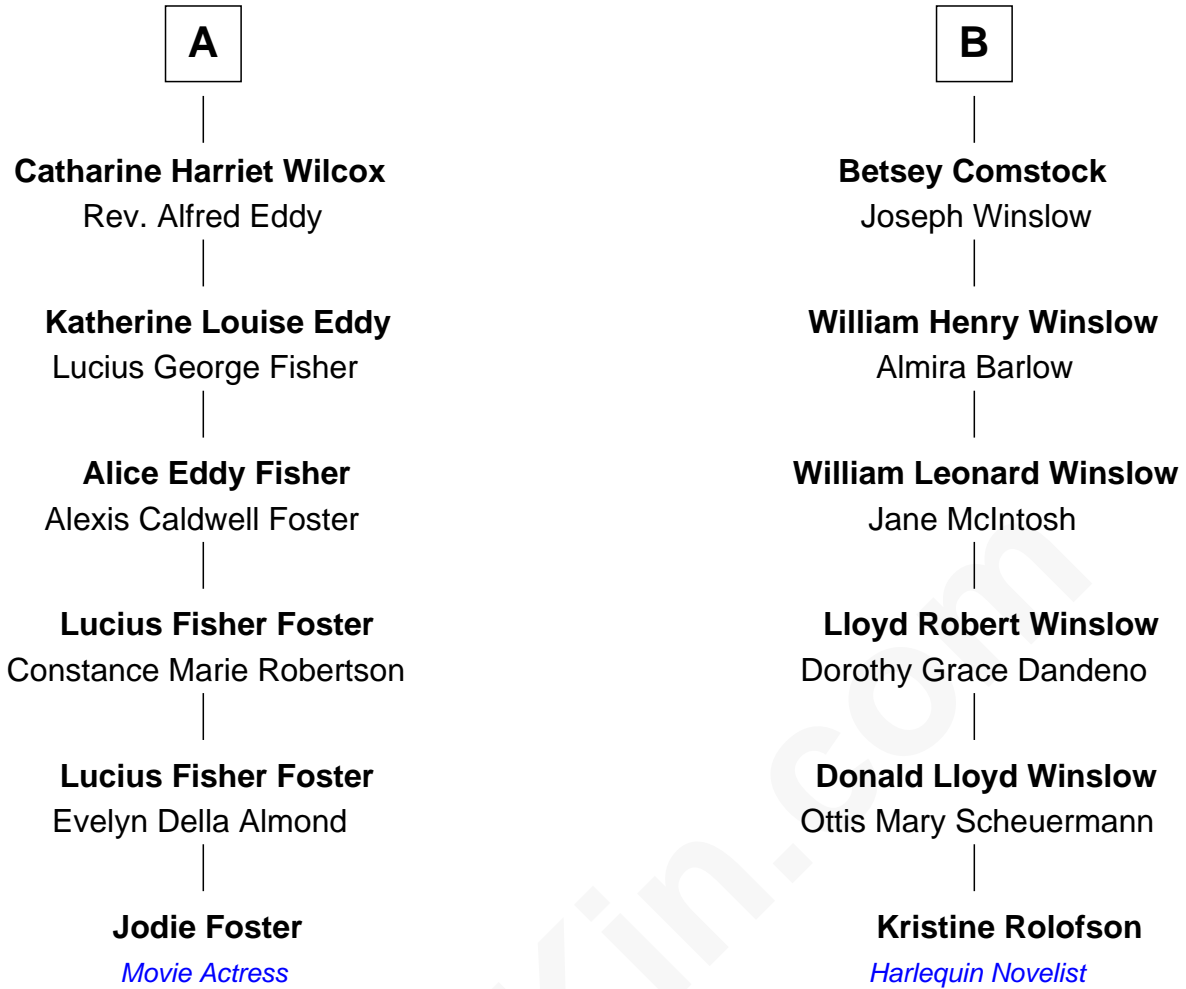 A
Catharine Harriet Wilcox
Rev. Alfred Eddy
Katherine Louise Eddy
Lucius George Fisher
Alice Eddy Fisher
Alexis Caldwell Foster
Lucius Fisher Foster
Constance Marie Robertson
Lucius Fisher Foster
Evelyn Della Almond
Jodie Foster
Movie Actress
B
Betsey Comstock
Joseph Winslow
William Henry Winslow
Almira Barlow
William Leonard Winslow
Jane McIntosh
Lloyd Robert Winslow
Dorothy Grace Dandeno
Donald Lloyd Winslow
Ottis Mary Scheuermann
Kristine Rolofson
Harlequin Novelist
Kin.com